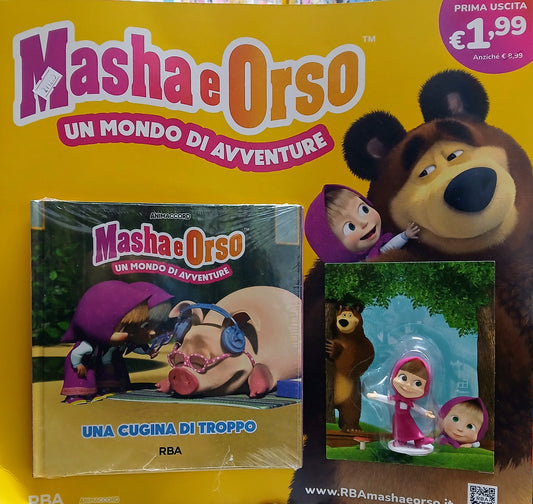 PRIMA USCITA
€1,99
Anziché € 8,99
Masha e Orso™
UN MONDO DI AVVENTURE
ANIMACCORD
Masha e Orso
UN MONDO DI AVVENTURE
UNA CUGINA DI TROPPO
RBA
RBA
ANIMACCORD
www.RBAmashaeorso.it